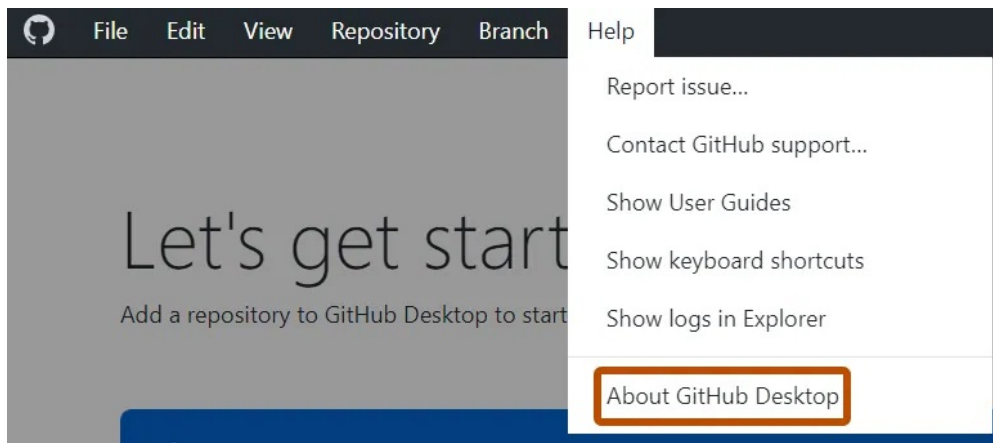 File Edit View Repository Branch Help
Report issue...
Contact GitHub support...
Show User Guides
Show keyboard shortcuts
Show logs in Explorer
About GitHub Desktop
Let's get start
Add a repository to GitHub Desktop to start